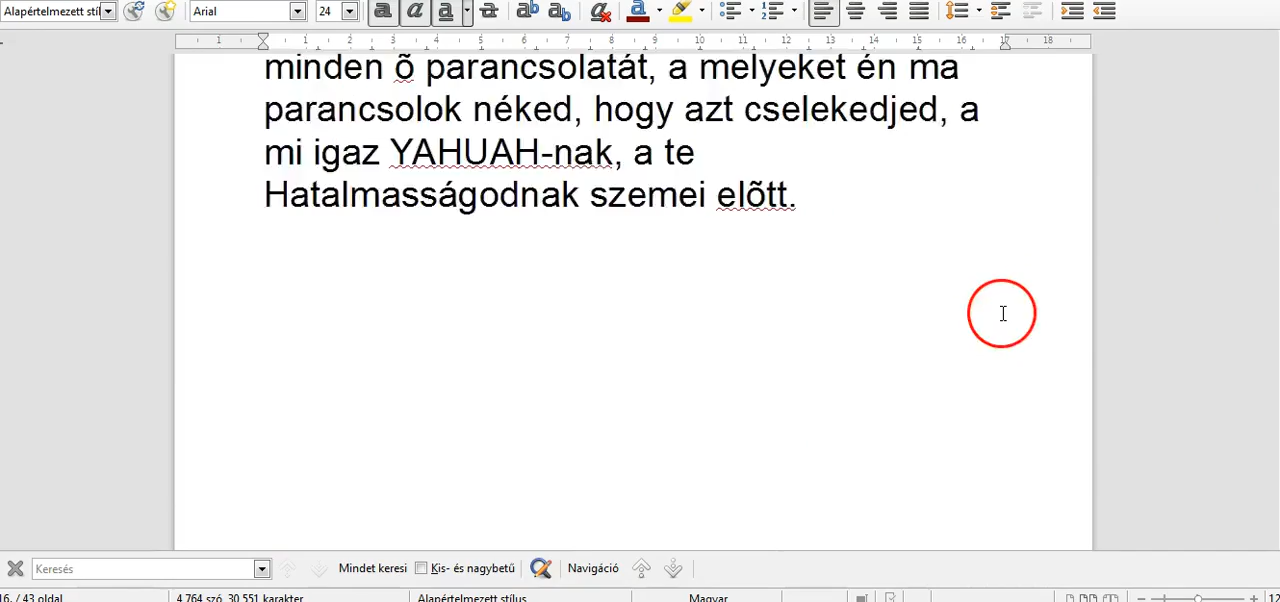 Alapértelmezett stíl Arial 24
1 1 2 3 4 5 6 7 8 9 10 11 12 13 14 15 16 17 18
minden õ parancsolatát, a melyeket én ma
parancsolok néked, hogy azt cselekedjed, a
mi igaz YAHUAH-nak, a te
Hatalmasságodnak szemei elõtt.
Keresés Mindet keresi Kis- és nagybetű Navigáció
16. / 43 oldal 4 764 szó, 30 551 karakter Alapértelmezett stílus Magyar